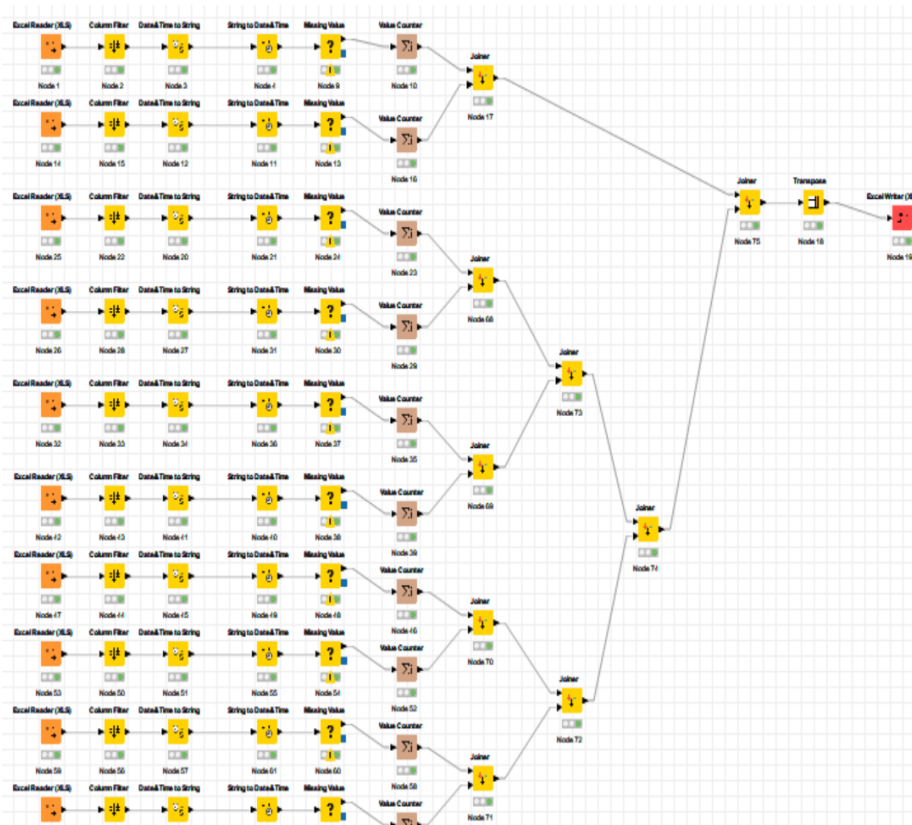 Excel Reader (XLS) Column Filter Date&Time to String String to Date&Time Missing Value Value Counter
Node 1 Node 2 Node 3 Node 4 Node 9 Node 10
Joiner
Node 17
Excel Reader (XLS) Column Filter Date&Time to String String to Date&Time Missing Value Value Counter
Node 14 Node 15 Node 12 Node 11 Node 13 Node 16
Joiner Transpose Excel Writer (X
Node 75 Node 18 Node 19
Excel Reader (XLS) Column Filter Date&Time to String String to Date&Time Missing Value Value Counter
Node 25 Node 22 Node 20 Node 21 Node 24 Node 23
Joiner
Node 68
Excel Reader (XLS) Column Filter Date&Time to String String to Date&Time Missing Value Value Counter
Node 26 Node 28 Node 27 Node 31 Node 30 Node 29
Joiner
Node 73
Excel Reader (XLS) Column Filter Date&Time to String String to Date&Time Missing Value Value Counter
Node 32 Node 33 Node 34 Node 36 Node 37 Node 35
Joiner
Node 69
Excel Reader (XLS) Column Filter Date&Time to String String to Date&Time Missing Value Value Counter
Node 42 Node 43 Node 41 Node 40 Node 38 Node 39
Joiner
Node 74
Excel Reader (XLS) Column Filter Date&Time to String String to Date&Time Missing Value Value Counter
Node 47 Node 44 Node 45 Node 49 Node 48 Node 46
Joiner
Node 70
Excel Reader (XLS) Column Filter Date&Time to String String to Date&Time Missing Value Value Counter
Node 53 Node 50 Node 51 Node 55 Node 54 Node 52
Joiner
Node 72
Excel Reader (XLS) Column Filter Date&Time to String String to Date&Time Missing Value Value Counter
Node 59 Node 56 Node 57 Node 61 Node 60 Node 58
Joiner
Node 71
Excel Reader (XLS) Column Filter Date&Time to String String to Date&Time Missing Value Value Counter